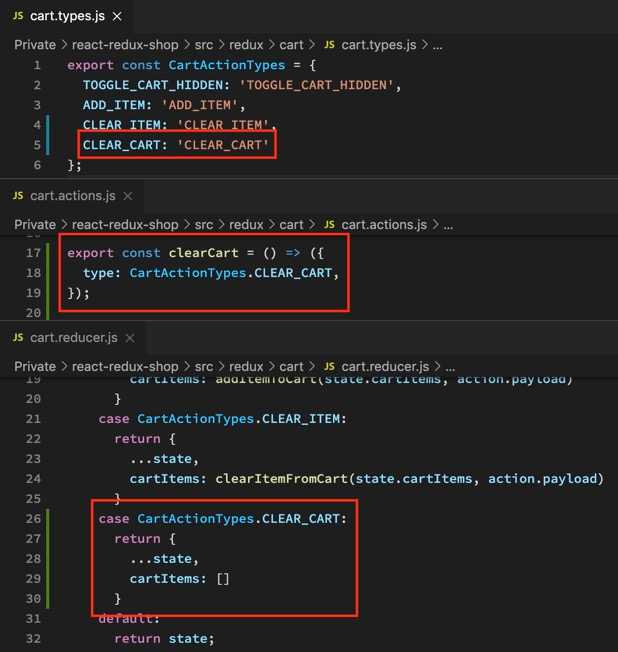 JS cart.types.js ×
Private > react-redux-shop > src > redux > cart > JS cart.types.js > ...
1 export const CartActionTypes = {
2 TOGGLE_CART_HIDDEN: 'TOGGLE_CART_HIDDEN',
3 ADD_ITEM: 'ADD_ITEM',
4 CLEAR_ITEM: 'CLEAR_ITEM',
5 CLEAR_CART: 'CLEAR_CART'
6 };
JS cart.actions.js ×
Private > react-redux-shop > src > redux > cart > JS cart.actions.js > ...
17 export const clearCart = () => ({
18 type: CartActionTypes.CLEAR_CART,
19 });
20
JS cart.reducer.js ×
Private > react-redux-shop > src > redux > cart > JS cart.reducer.js > ...
19 cartItems: addItemToCart(state.cartItems, action.payload)
20 }
21 case CartActionTypes.CLEAR_ITEM:
22 return {
23 ...state,
24 cartItems: clearItemFromCart(state.cartItems, action.payload)
25 }
26 case CartActionTypes.CLEAR_CART:
27 return {
28 ...state,
29 cartItems: []
30 }
31 default:
32 return state;